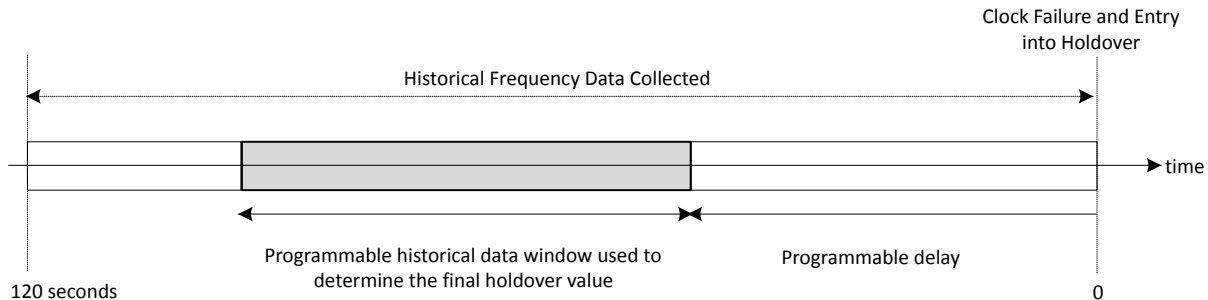 Clock Failure and Entry
into Holdover
Historical Frequency Data Collected
time
Programmable historical data window used to
determine the final holdover value
Programmable delay
120 seconds
0